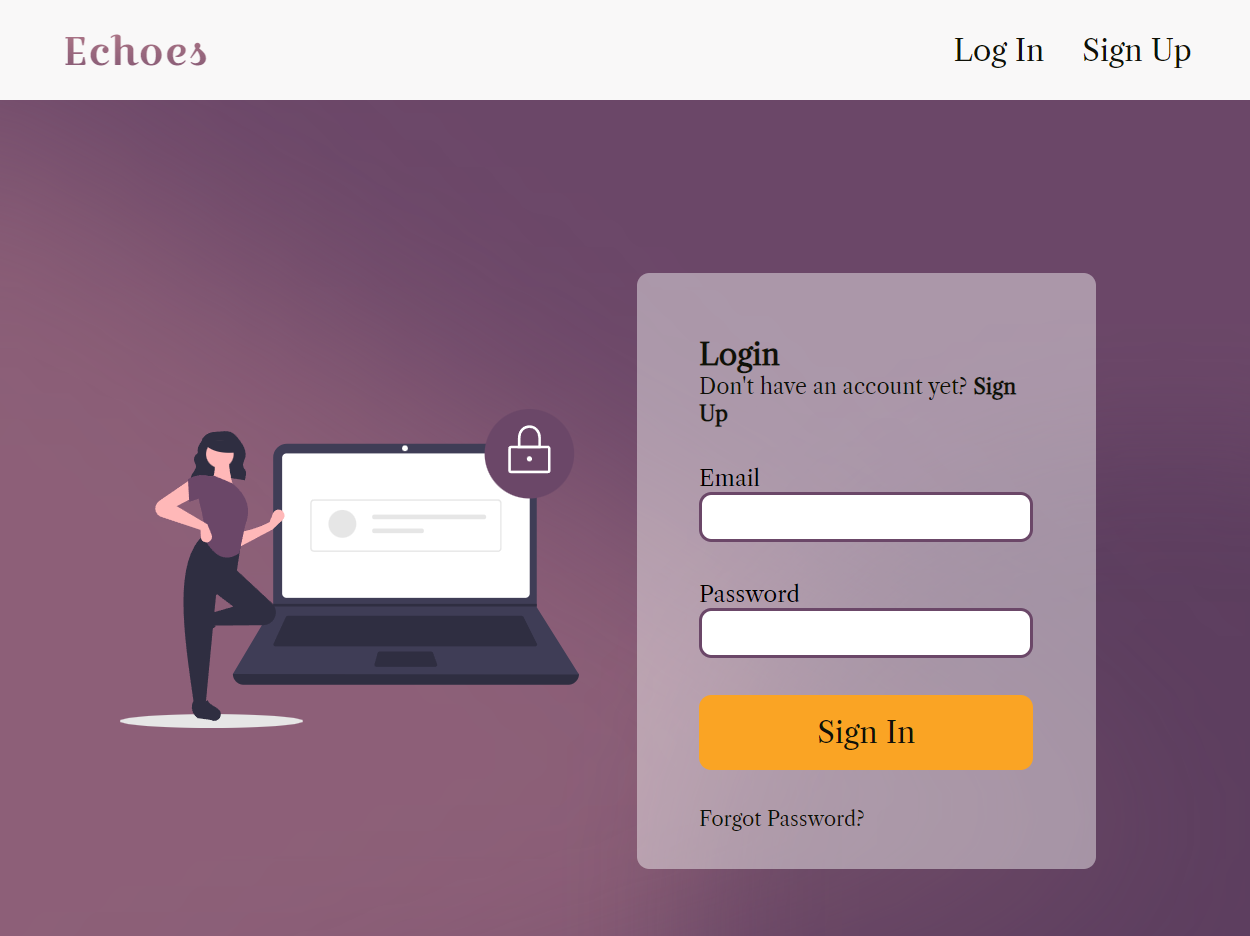 Echoes
Log In
Sign Up
Login
Don't have an account yet? Sign
Up
Email
Password
Sign In
Forgot Password?